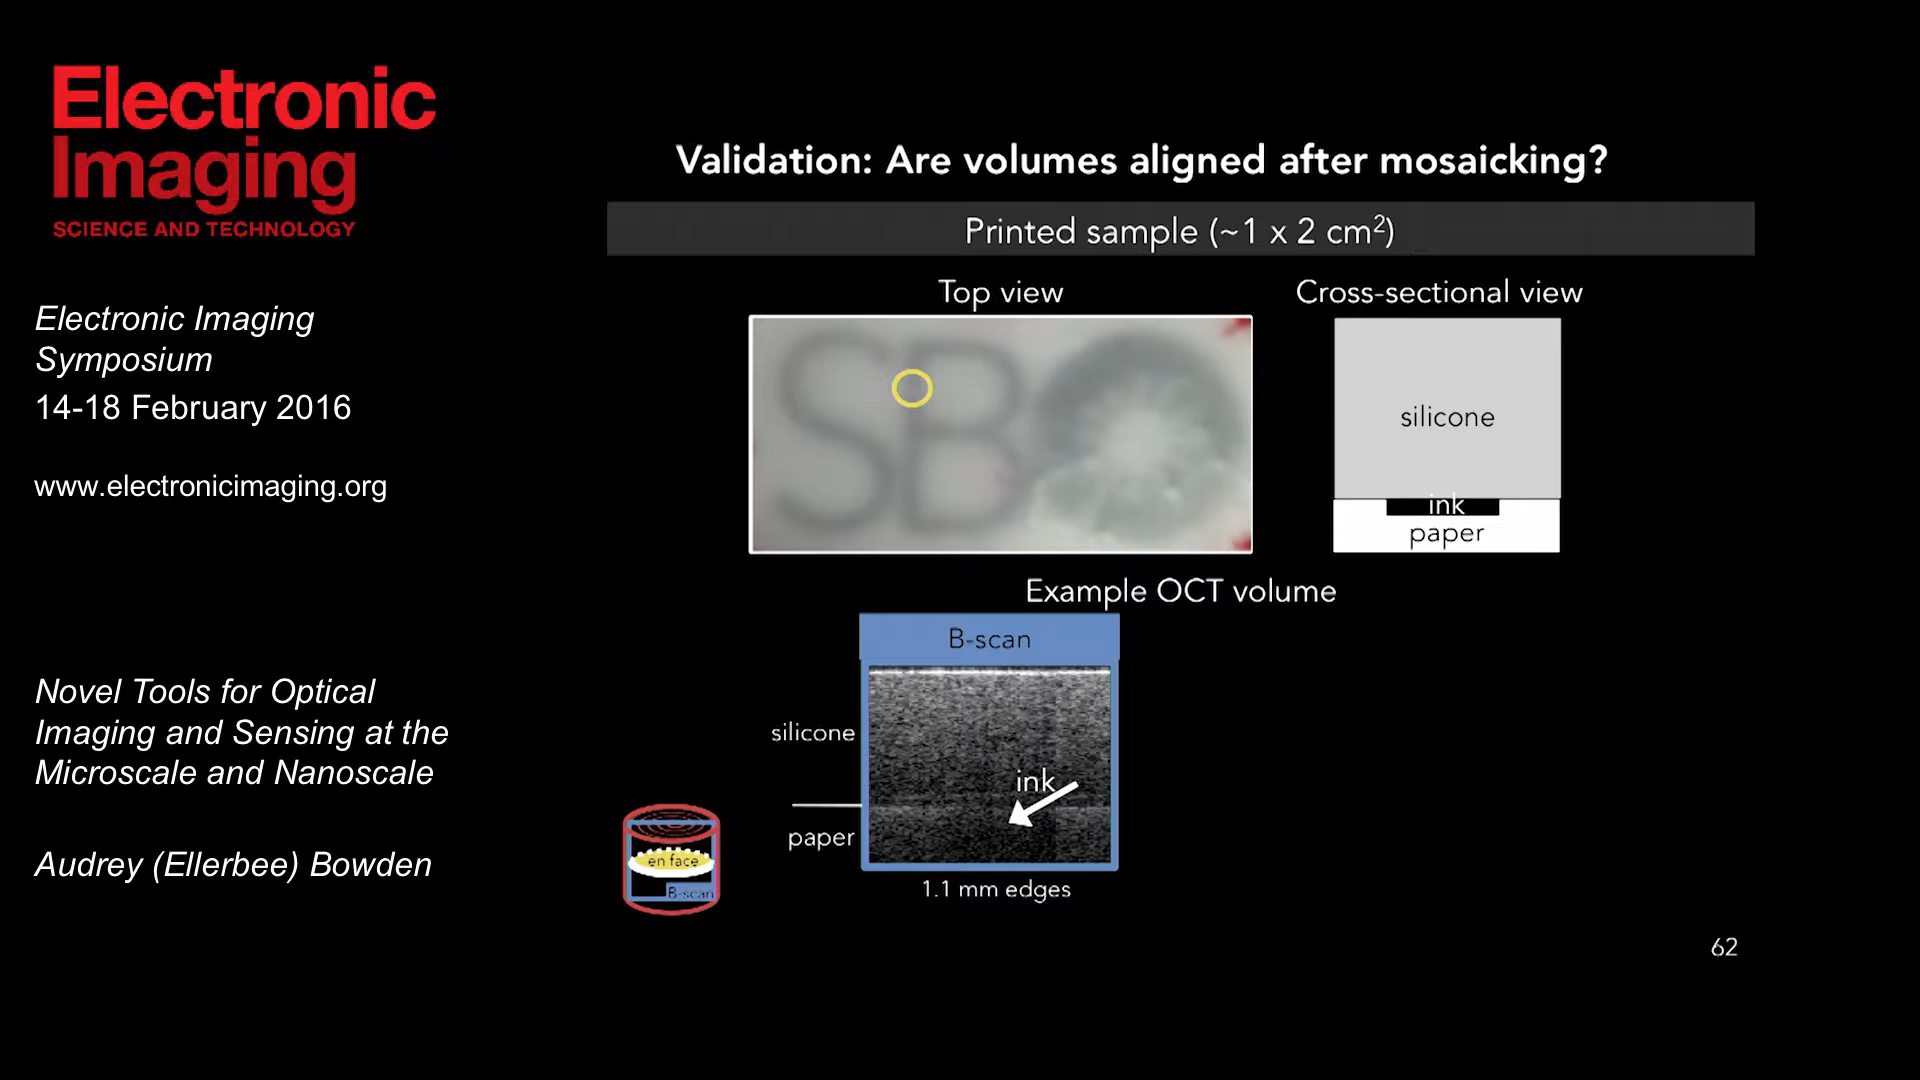 Electronic
Imaging
SCIENCE AND TECHNOLOGY
Electronic Imaging
Symposium
14-18 February 2016
www.electronicimaging.org
Novel Tools for Optical
Imaging and Sensing at the
Microscale and Nanoscale
Audrey (Ellerbee) Bowden
Validation: Are volumes aligned after mosaicking?
Printed sample (~1 x 2 cm²)
Top view
Cross-sectional view
SB
silicone
ink
paper
Example OCT volume
B-scan
silicone
ink
paper
1.1 mm edges
en face
B-scan
62